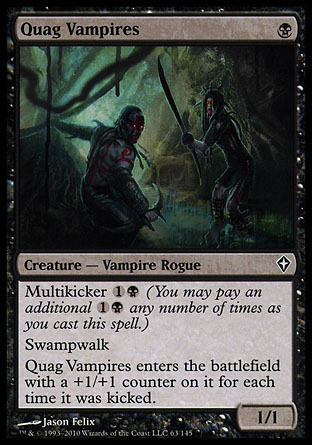 Quag Vampires
Creature — Vampire Rogue
Multikicker 1 (You may pay an
additional 1 any number of times as
you cast this spell.)
Swampwalk
Quag Vampires enters the battlefield
with a +1/+1 counter on it for each
time it was kicked.
Jason Felix
™ & © 1993–2010 Wizards of the Coast LLC 63/145
1/1